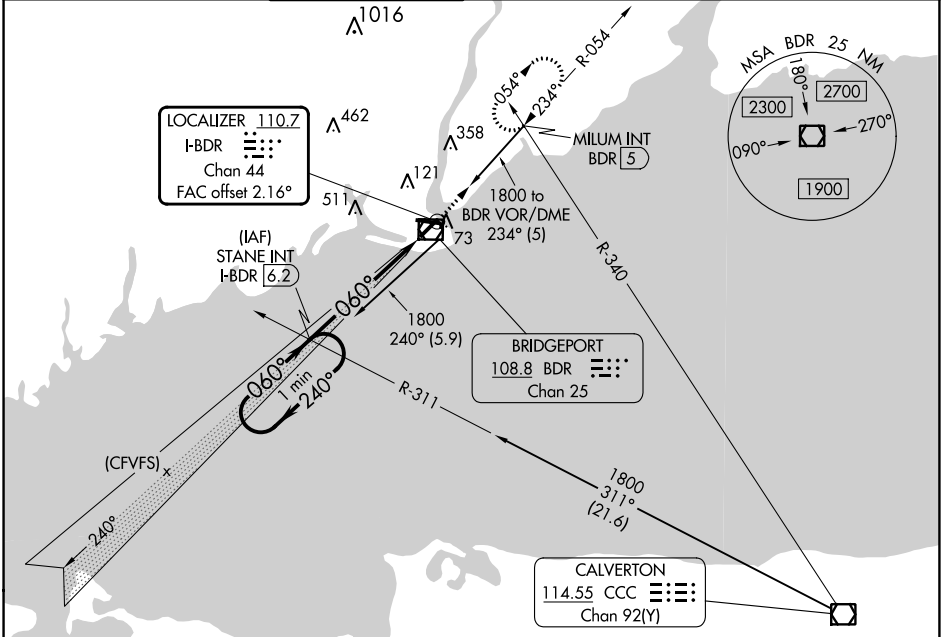 1016
462
358
121
511
73
LOCALIZER 110.7
I-BDR
Chan 44
FAC offset 2.16°
(IAF)
STANE INT
I-BDR 6.2
054°
234°
R-054
MILUM INT
BDR 5
1800 to
BDR VOR/DME
234° (5)
R-340
MSA BDR 25 NM
180°
2300
2700
090°
270°
1900
060°
060°
1 min
240°
1800
240° (5.9)
BRIDGEPORT
108.8 BDR
Chan 25
R-311
(CFVFS) x
240°
1800
311°
(21.6)
CALVERTON
114.55 CCC
Chan 92(Y)